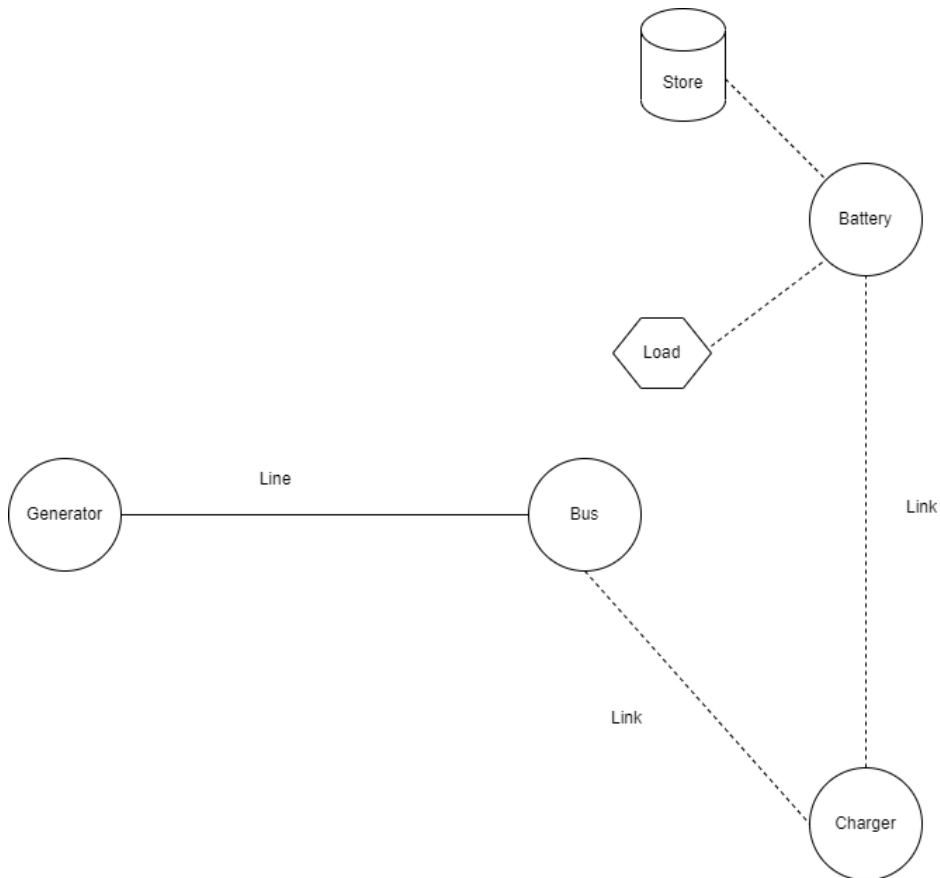 Store
Battery
Load
Line
Generator
Bus
Link
Link
Charger